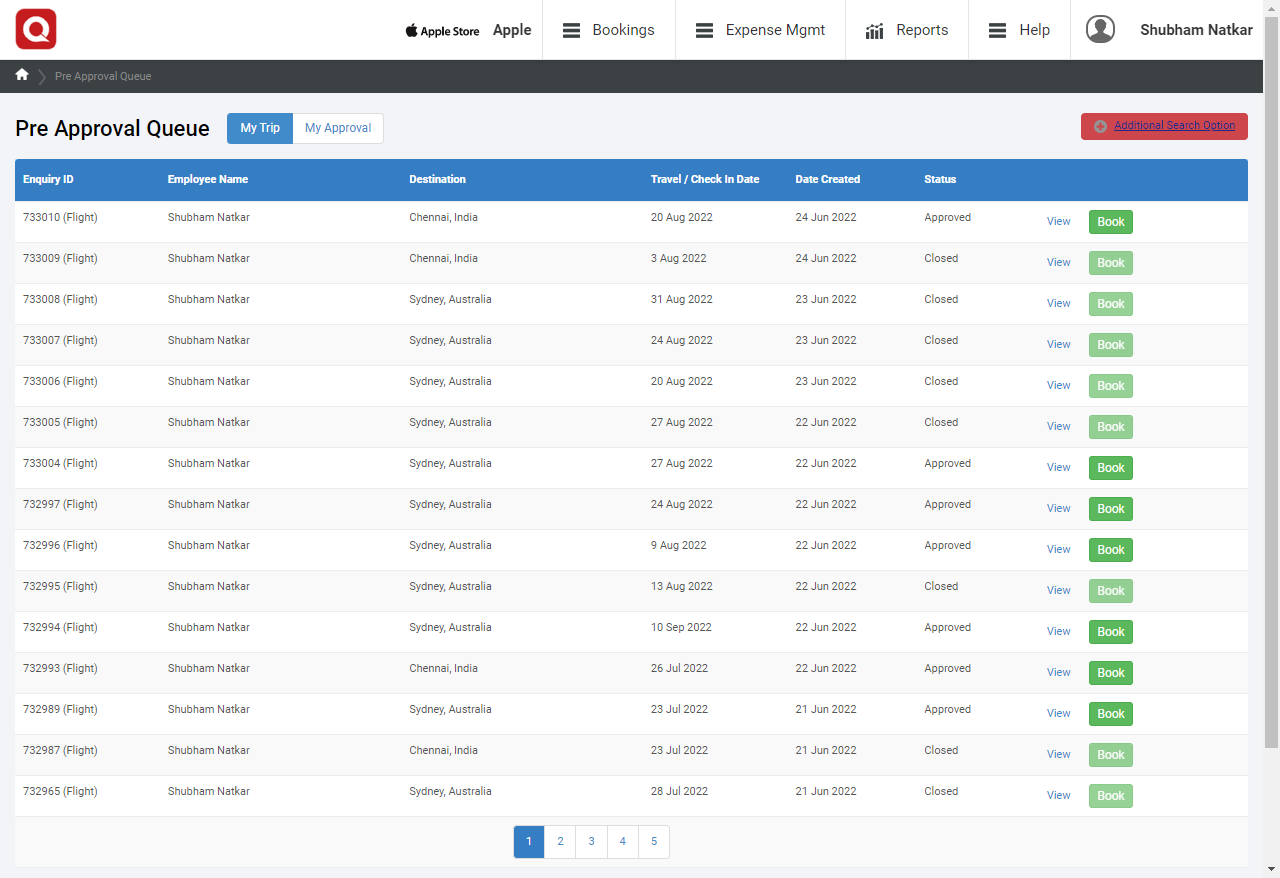 Apple Store Apple Bookings Expense Mgmt Reports Help Shubham Natkar
Pre Approval Queue
Pre Approval Queue My Trip My Approval Additional Search Option
Enquiry ID Employee Name Destination Travel / Check In Date Date Created Status
733010 (Flight) Shubham Natkar Chennai, India 20 Aug 2022 24 Jun 2022 Approved View Book
733009 (Flight) Shubham Natkar Chennai, India 3 Aug 2022 24 Jun 2022 Closed View Book
733008 (Flight) Shubham Natkar Sydney, Australia 31 Aug 2022 23 Jun 2022 Closed View Book
733007 (Flight) Shubham Natkar Sydney, Australia 24 Aug 2022 23 Jun 2022 Closed View Book
733006 (Flight) Shubham Natkar Sydney, Australia 20 Aug 2022 23 Jun 2022 Closed View Book
733005 (Flight) Shubham Natkar Sydney, Australia 27 Aug 2022 22 Jun 2022 Closed View Book
733004 (Flight) Shubham Natkar Sydney, Australia 27 Aug 2022 22 Jun 2022 Approved View Book
732997 (Flight) Shubham Natkar Sydney, Australia 24 Aug 2022 22 Jun 2022 Approved View Book
732996 (Flight) Shubham Natkar Sydney, Australia 9 Aug 2022 22 Jun 2022 Approved View Book
732995 (Flight) Shubham Natkar Sydney, Australia 13 Aug 2022 22 Jun 2022 Closed View Book
732994 (Flight) Shubham Natkar Sydney, Australia 10 Sep 2022 22 Jun 2022 Approved View Book
732993 (Flight) Shubham Natkar Chennai, India 26 Jul 2022 22 Jun 2022 Approved View Book
732989 (Flight) Shubham Natkar Sydney, Australia 23 Jul 2022 21 Jun 2022 Approved View Book
732987 (Flight) Shubham Natkar Chennai, India 23 Jul 2022 21 Jun 2022 Closed View Book
732965 (Flight) Shubham Natkar Sydney, Australia 28 Jul 2022 21 Jun 2022 Closed View Book
1 2 3 4 5